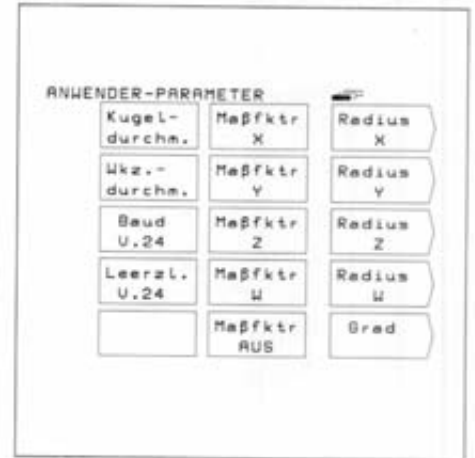 ANWENDER-PARAMETER
Kugel-
durchm.
Maßfktr
X
Radius
X
Wkz.-
durchm.
Maßfktr
Y
Radius
Y
Baud
V.24
Maßfktr
Z
Radius
Z
Leerzl.
V.24
Maßfktr
W
Radius
W
Maßfktr
AUS
Grad